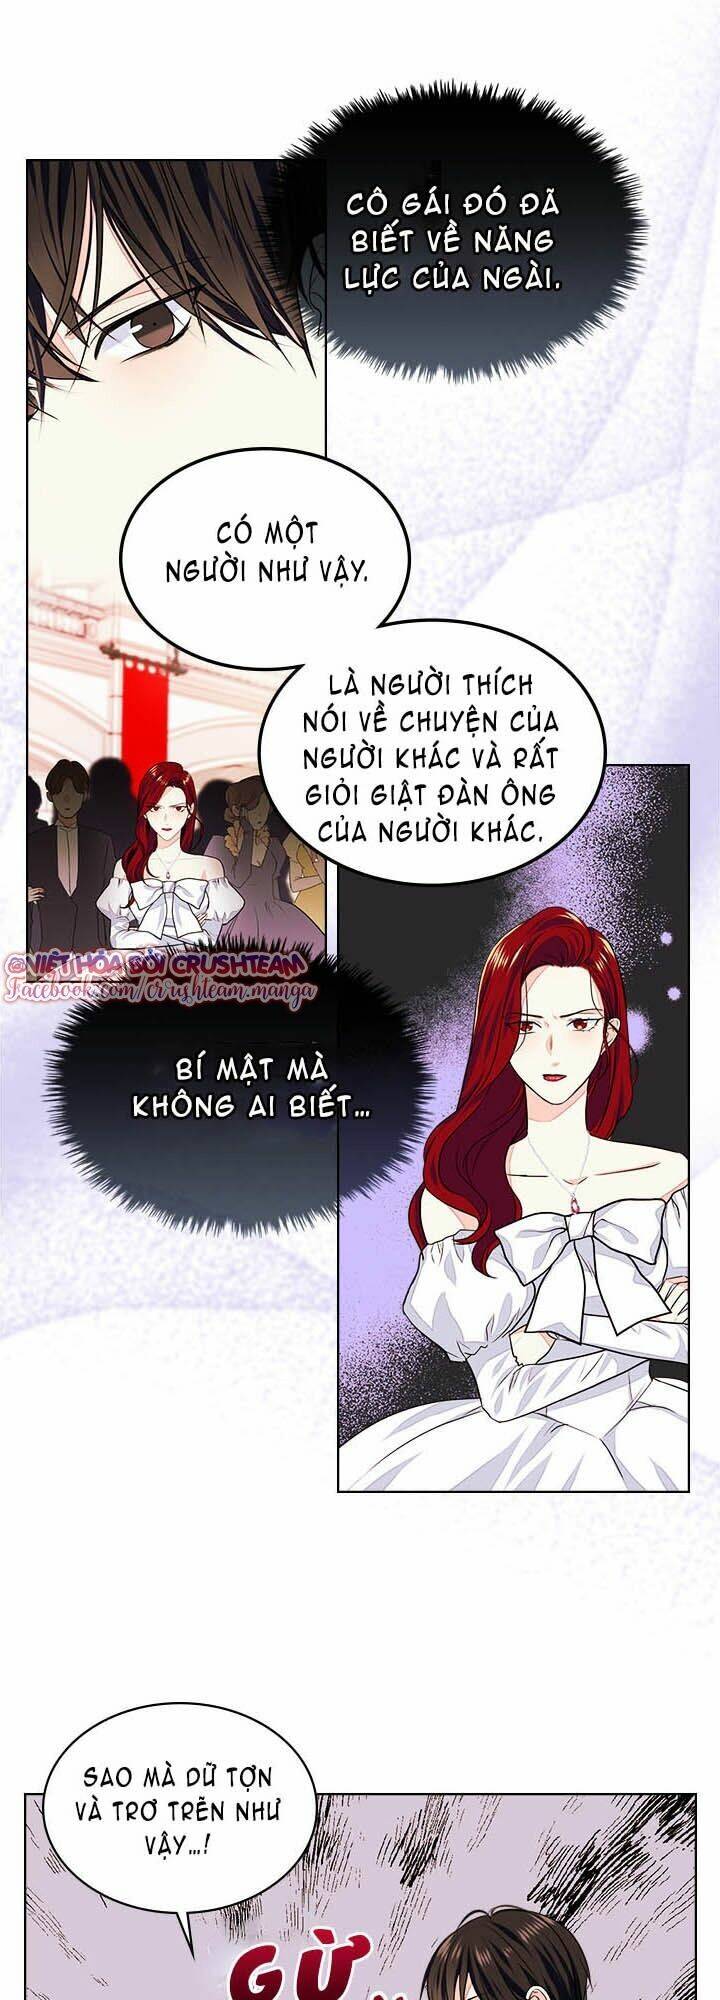 CÔ GÁI ĐÓ ĐÃ
BIẾT VỀ NĂNG
LỰC CỦA NGÀI.
CÓ MỘT
NGƯỜI NHƯ VẬY.
LÀ NGƯỜI THÍCH
NÓI VỀ CHUYỆN CỦA
NGƯỜI KHÁC VÀ RẤT
GIỎI GIẬT ĐÀN ÔNG
CỦA NGƯỜI KHÁC.
VIỆT HÓA BỞI CRUSHTEAM
Facebook.com/crushteam.manga
BÍ MẬT MÀ
KHÔNG AI BIẾT...
SAO MÀ DỮ TỢN
VÀ TRƠ TRẼN NHƯ
VẬY...!
GỪ